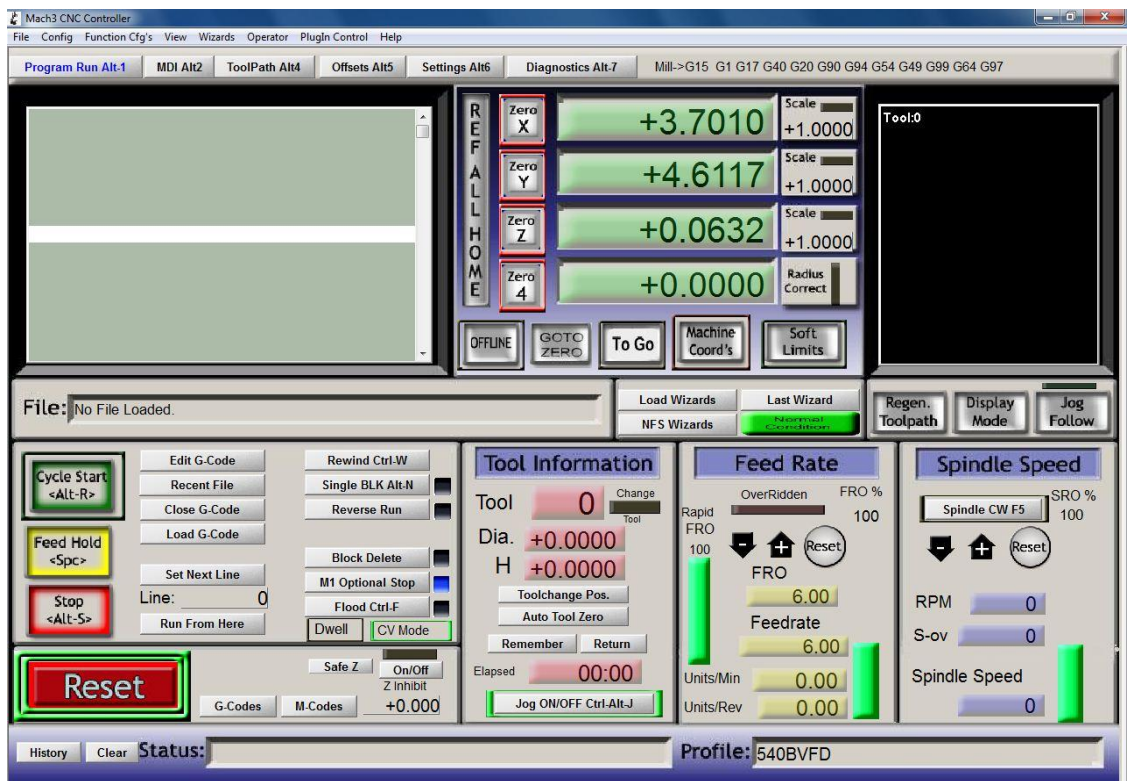 Mach3 CNC Controller
File Config Function Cfg's View Wizards Operator PlugIn Control Help
Program Run Alt-1 MDI Alt2 ToolPath Alt4 Offsets Alt5 Settings Alt6 Diagnostics Alt-7 Mill->G15 G1 G17 G40 G20 G90 G94 G54 G49 G99 G64 G97
REF ALL HOME
Zero X +3.7010 Scale +1.0000
Zero Y +4.6117 Scale +1.0000
Zero Z +0.0632 Scale +1.0000
Zero 4 +0.0000 Radius Correct
OFFLINE GOTO ZERO To Go Machine Coord's Soft Limits
Tool:0
File: No File Loaded.
Load Wizards Last Wizard
NFS Wizards Normal Condition
Regen. Toolpath Display Mode Jog Follow
Cycle Start <Alt-R>
Feed Hold <Spc>
Stop <Alt-S>
Edit G-Code
Recent File
Close G-Code
Load G-Code
Set Next Line
Line: 0
Run From Here
Rewind Ctrl-W
Single BLK Alt-N
Reverse Run
Block Delete
M1 Optional Stop
Flood Ctrl-F
Dwell CV Mode
Reset
G-Codes M-Codes
Safe Z On/Off
Z Inhibit
+0.000
Tool Information
Tool 0 Change Tool
Dia. +0.0000
H +0.0000
Toolchange Pos.
Auto Tool Zero
Remember Return
Elapsed 00:00
Jog ON/OFF Ctrl-Alt-J
Feed Rate
OverRidden FRO %
100
Rapid FRO
100
Reset
FRO
6.00
Feedrate
6.00
Units/Min 0.00
Units/Rev 0.00
Spindle Speed
Spindle CW F5 SRO %
100
Reset
RPM 0
S-ov 0
Spindle Speed
0
History Clear Status: Profile: 540BVFD